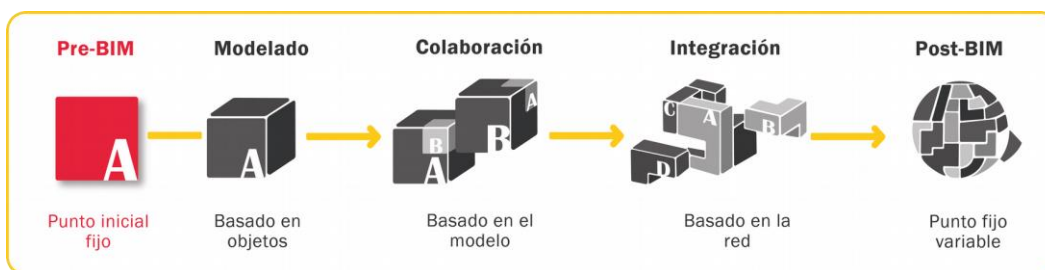 Pre-BIM
Modelado
Colaboración
Integración
Post-BIM
A
A
B
A
B
A
C
A
B
D
Punto inicial
fijo
Basado en
objetos
Basado en el
modelo
Basado en la
red
Punto fijo
variable